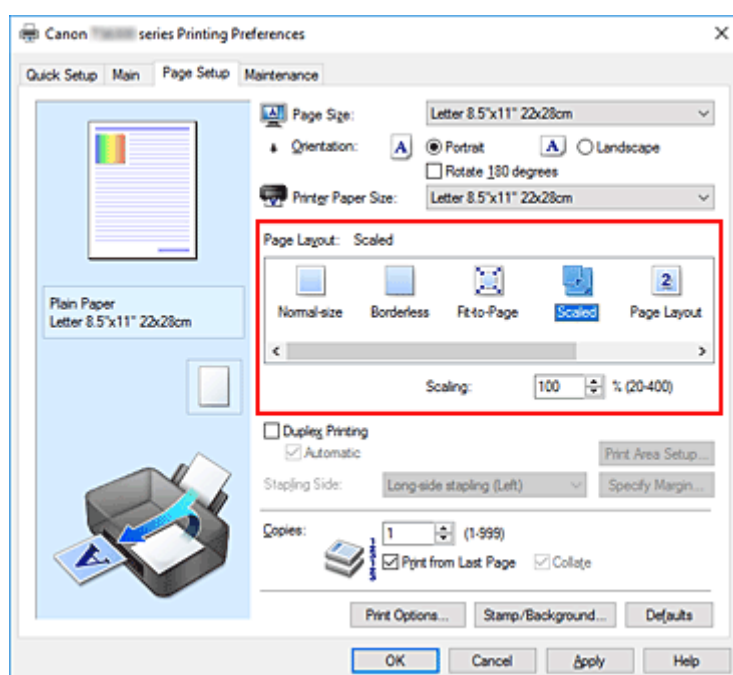 Canon series Printing Preferences
Quick Setup Main Page Setup Maintenance
Page Size: Letter 8.5"x11" 22x28cm
Orientation: A Portrait A Landscape
Rotate 180 degrees
Printer Paper Size: Letter 8.5"x11" 22x28cm
Page Layout: Scaled
2
Normal-size Borderless Fit-to-Page Scaled Page Layout
Scaling: 100 % (20-400)
Plain Paper
Letter 8.5"x11" 22x28cm
Duplex Printing
Automatic Print Area Setup...
Stapling Side: Long-side stapling (Left) Specify Margin...
Copies: 1 (1-999)
Print from Last Page Collate
A
Print Options... Stamp/Background... Defaults
OK Cancel Apply Help